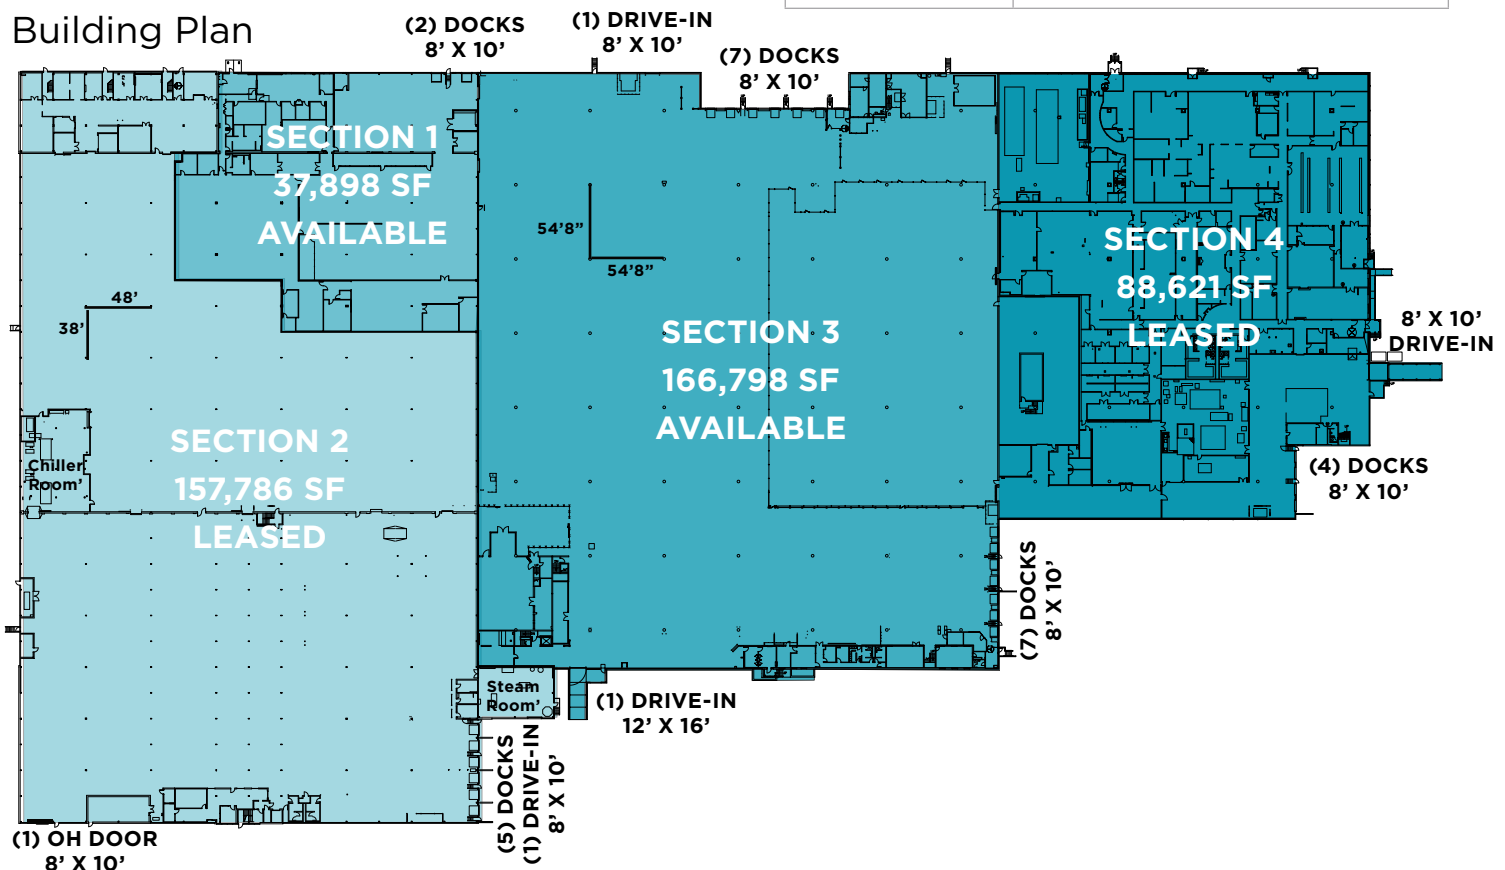 Building Plan
(2) DOCKS
8’ X 10’
(1) DRIVE-IN
8’ X 10’
(7) DOCKS
8’ X 10’
SECTION 1
37,898 SF
AVAILABLE
54’8”
54’8”
48’
38’
SECTION 2
157,786 SF
LEASED
Chiller
Room’
SECTION 3
166,798 SF
AVAILABLE
SECTION 4
88,621 SF
LEASED
8’ X 10’
DRIVE-IN
(4) DOCKS
8’ X 10’
(7) DOCKS
8’ X 10’
Steam
Room’
(1) DRIVE-IN
12’ X 16’
(5) DOCKS
(1) DRIVE-IN
8’ X 10’
(1) OH DOOR
8’ X 10’